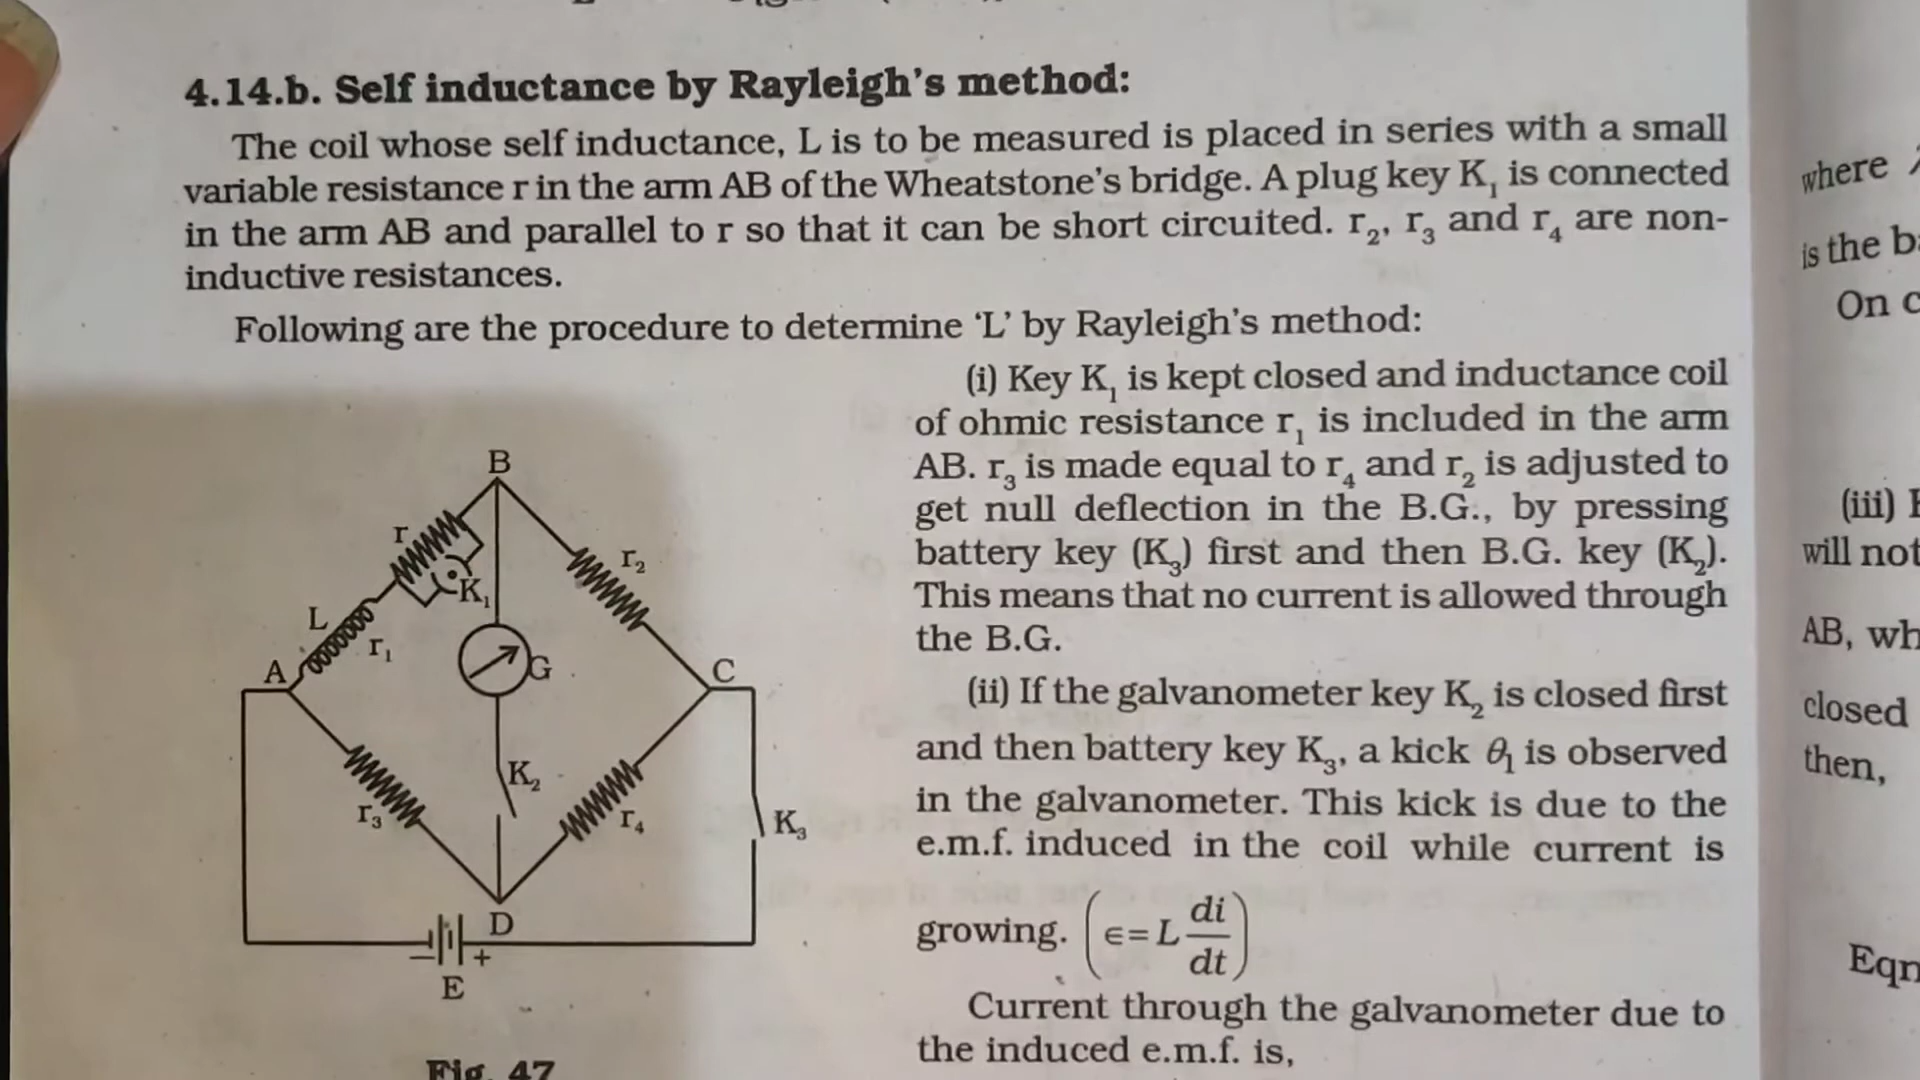 4.14.b. Self inductance by Rayleigh's method:
The coil whose self inductance, L is to be measured is placed in series with a small
variable resistance r in the arm AB of the Wheatstone's bridge. A plug key K₁ is connected
in the arm AB and parallel to r so that it can be short circuited. r₂, r₃ and r₄ are non-
inductive resistances.
Following are the procedure to determine 'L' by Rayleigh's method:
(i) Key K₁ is kept closed and inductance coil
of ohmic resistance r₁ is included in the arm
AB. r₃ is made equal to r₄ and r₂ is adjusted to
get null deflection in the B.G., by pressing
battery key (K₃) first and then B.G. key (K₂).
This means that no current is allowed through
the B.G.
(ii) If the galvanometer key K₂ is closed first
and then battery key K₃, a kick θ₁ is observed
in the galvanometer. This kick is due to the
e.m.f. induced in the coil while current is
growing. (∈=L di/dt)
Current through the galvanometer due to
the induced e.m.f. is,
B
r
r₂
K₁
L
r₁
A
G
C
K₂
r₃
r₄
K₃
D
− +
E
Fig. 47
where
is the
On
(iii)
will not
AB,
closed
then,
Eqn